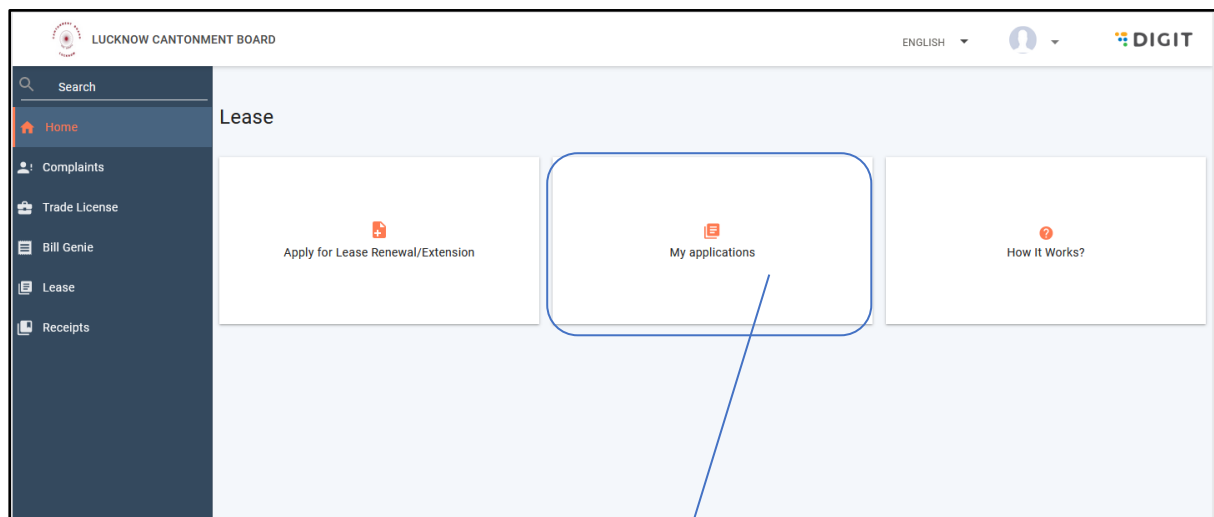 LUCKNOW CANTONMENT BOARD
ENGLISH
DIGIT
Search
Home
Complaints
Trade License
Bill Genie
Lease
Receipts
Lease
Apply for Lease Renewal/Extension
My applications
How It Works?